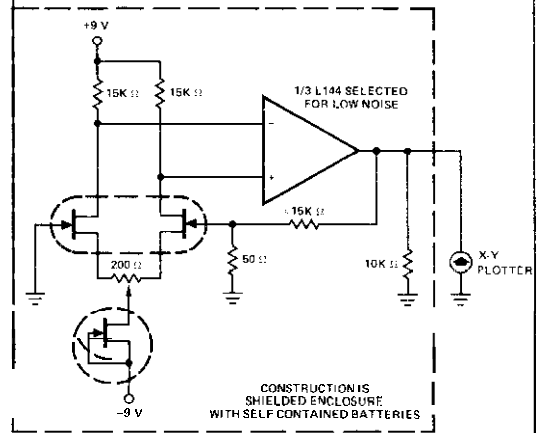 +9 V
15K Ω
15K Ω
1/3 L144 SELECTED
FOR LOW NOISE
−
+
15K Ω
200 Ω
50 Ω
10K Ω
X-Y
PLOTTER
−9 V
CONSTRUCTION IS
SHIELDED ENCLOSURE
WITH SELF CONTAINED BATTERIES